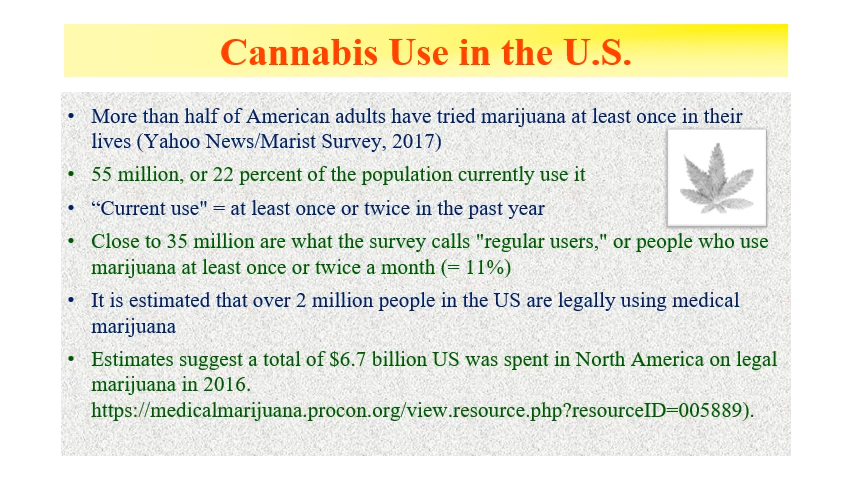 Cannabis Use in the U.S.
• More than half of American adults have tried marijuana at least once in their
lives (Yahoo News/Marist Survey, 2017)
• 55 million, or 22 percent of the population currently use it
• “Current use" = at least once or twice in the past year
• Close to 35 million are what the survey calls "regular users," or people who use
marijuana at least once or twice a month (= 11%)
• It is estimated that over 2 million people in the US are legally using medical
marijuana
• Estimates suggest a total of $6.7 billion US was spent in North America on legal
marijuana in 2016.
https://medicalmarijuana.procon.org/view.resource.php?resourceID=005889).